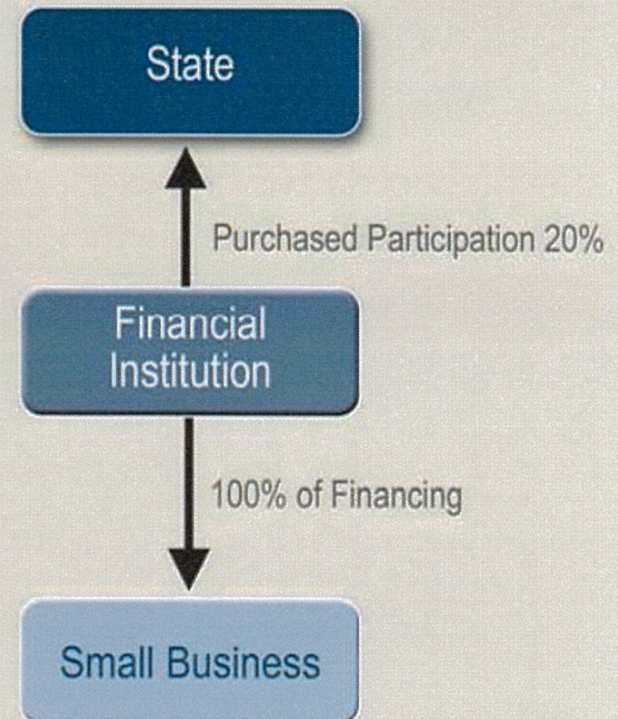 State
Purchased Participation 20%
Financial
Institution
100% of Financing
Small Business